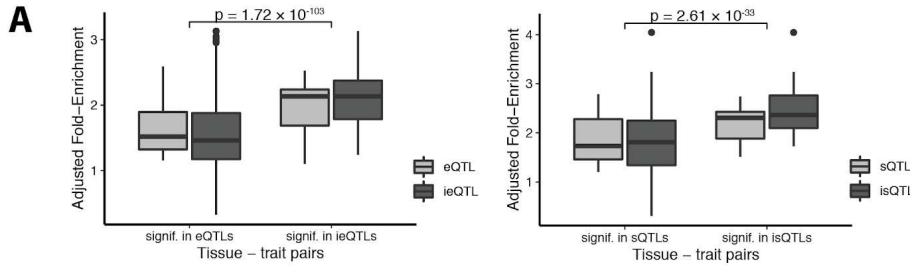 A
p = 1.72 × 10-103
Adjusted Fold−Enrichment
3
2
1
signif. in eQTLs
signif. in ieQTLs
Tissue − trait pairs
eQTL
ieQTL
p = 2.61 × 10-33
Adjusted Fold−Enrichment
4
3
2
1
signif. in sQTLs
signif. in isQTLs
Tissue − trait pairs
sQTL
isQTL